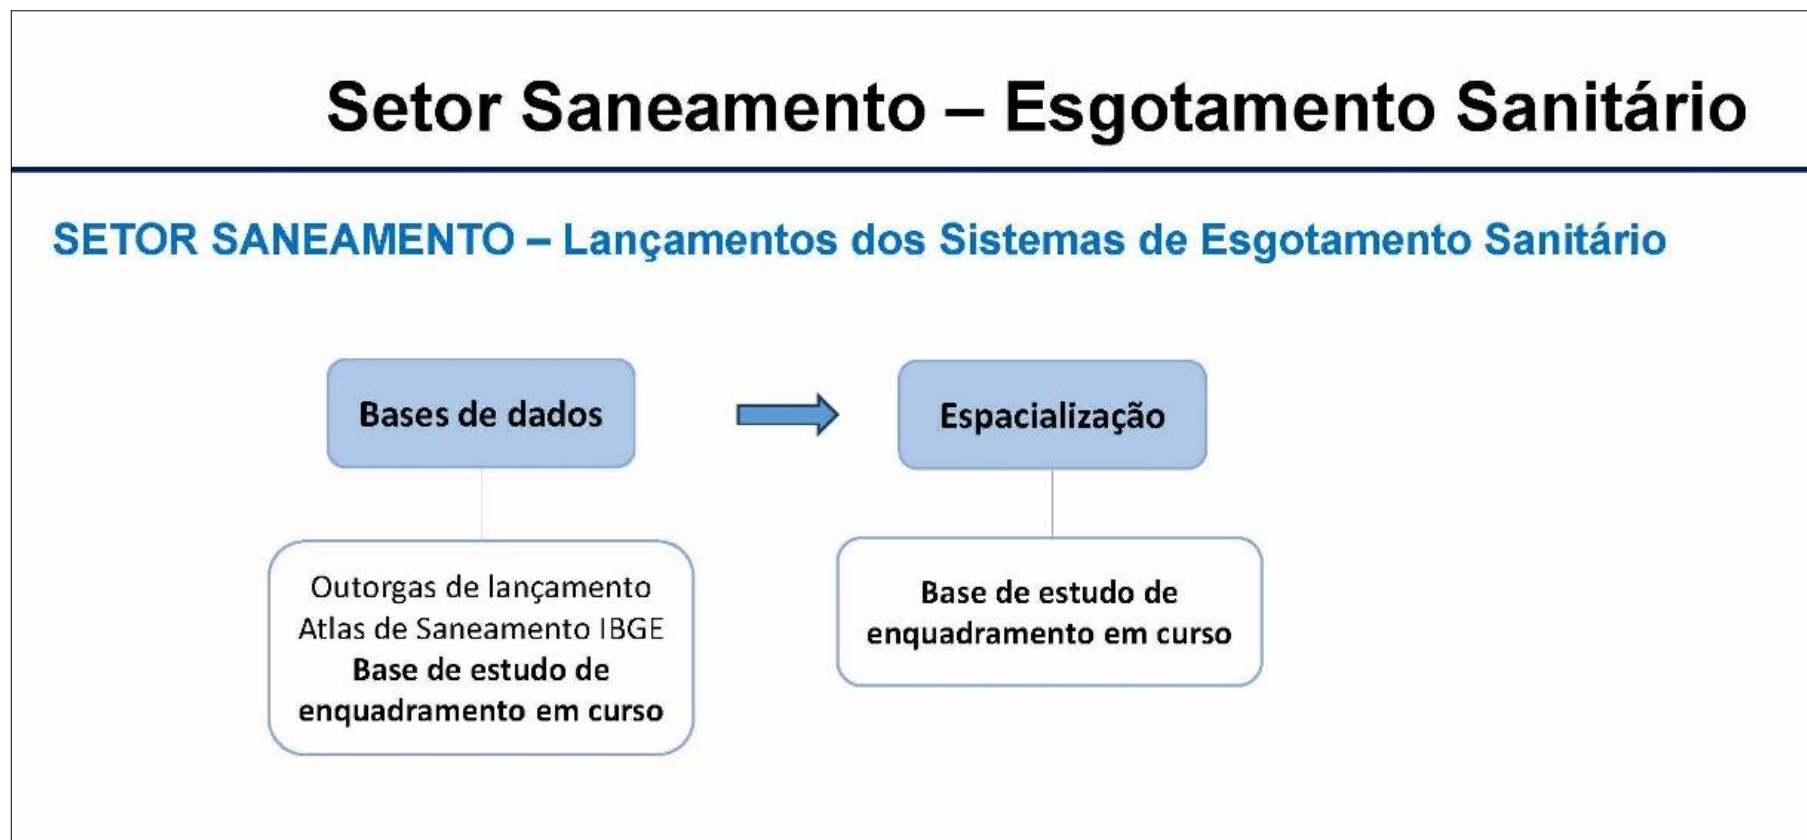 Setor Saneamento – Esgotamento Sanitário
SETOR SANEAMENTO – Lançamentos dos Sistemas de Esgotamento Sanitário
Bases de dados
Espacialização
Outorgas de lançamento
Atlas de Saneamento IBGE
Base de estudo de
enquadramento em curso
Base de estudo de
enquadramento em curso